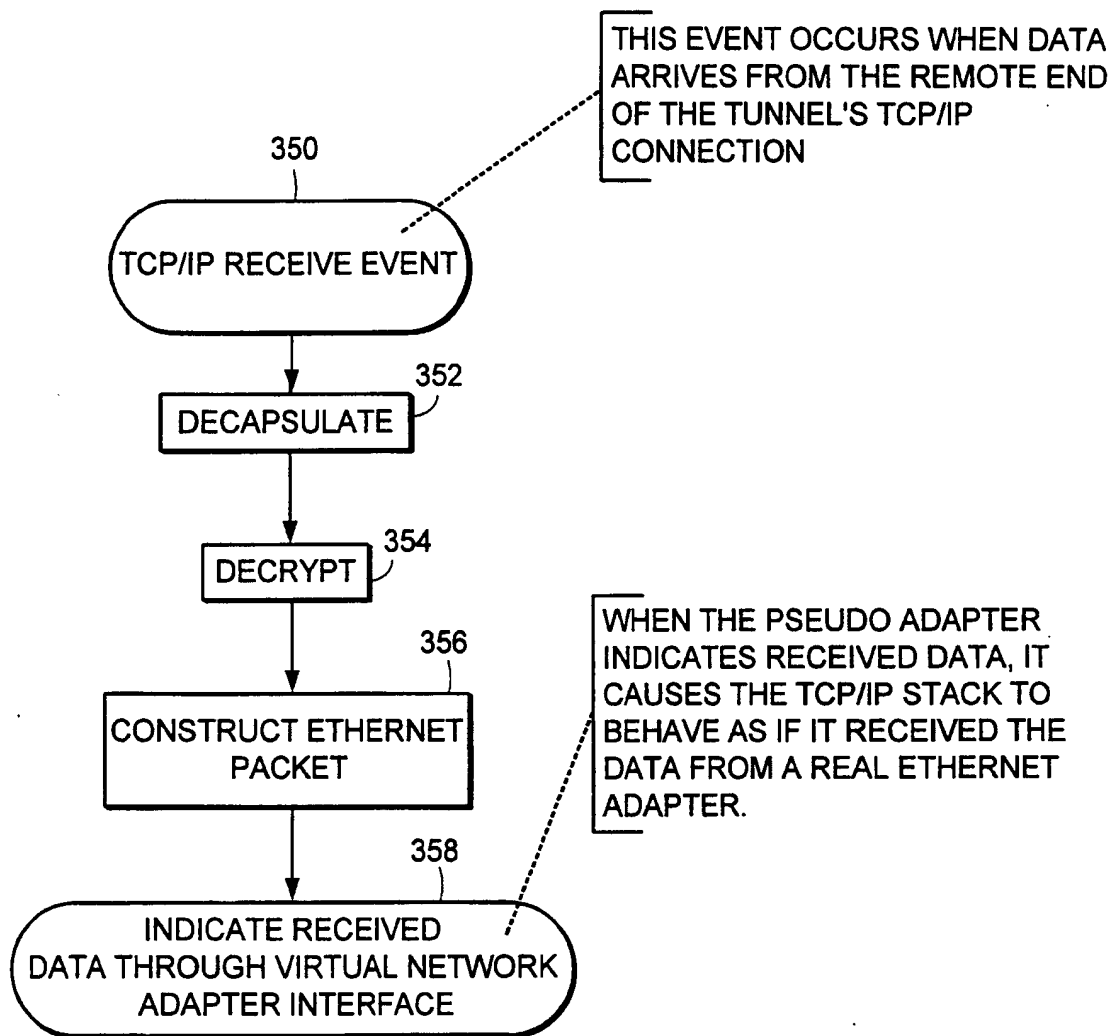 THIS EVENT OCCURS WHEN DATA
ARRIVES FROM THE REMOTE END
OF THE TUNNEL'S TCP/IP
CONNECTION
350
TCP/IP RECEIVE EVENT
352
DECAPSULATE
354
DECRYPT
WHEN THE PSEUDO ADAPTER
INDICATES RECEIVED DATA, IT
CAUSES THE TCP/IP STACK TO
BEHAVE AS IF IT RECEIVED THE
DATA FROM A REAL ETHERNET
ADAPTER.
356
CONSTRUCT ETHERNET
PACKET
358
INDICATE RECEIVED
DATA THROUGH VIRTUAL NETWORK
ADAPTER INTERFACE